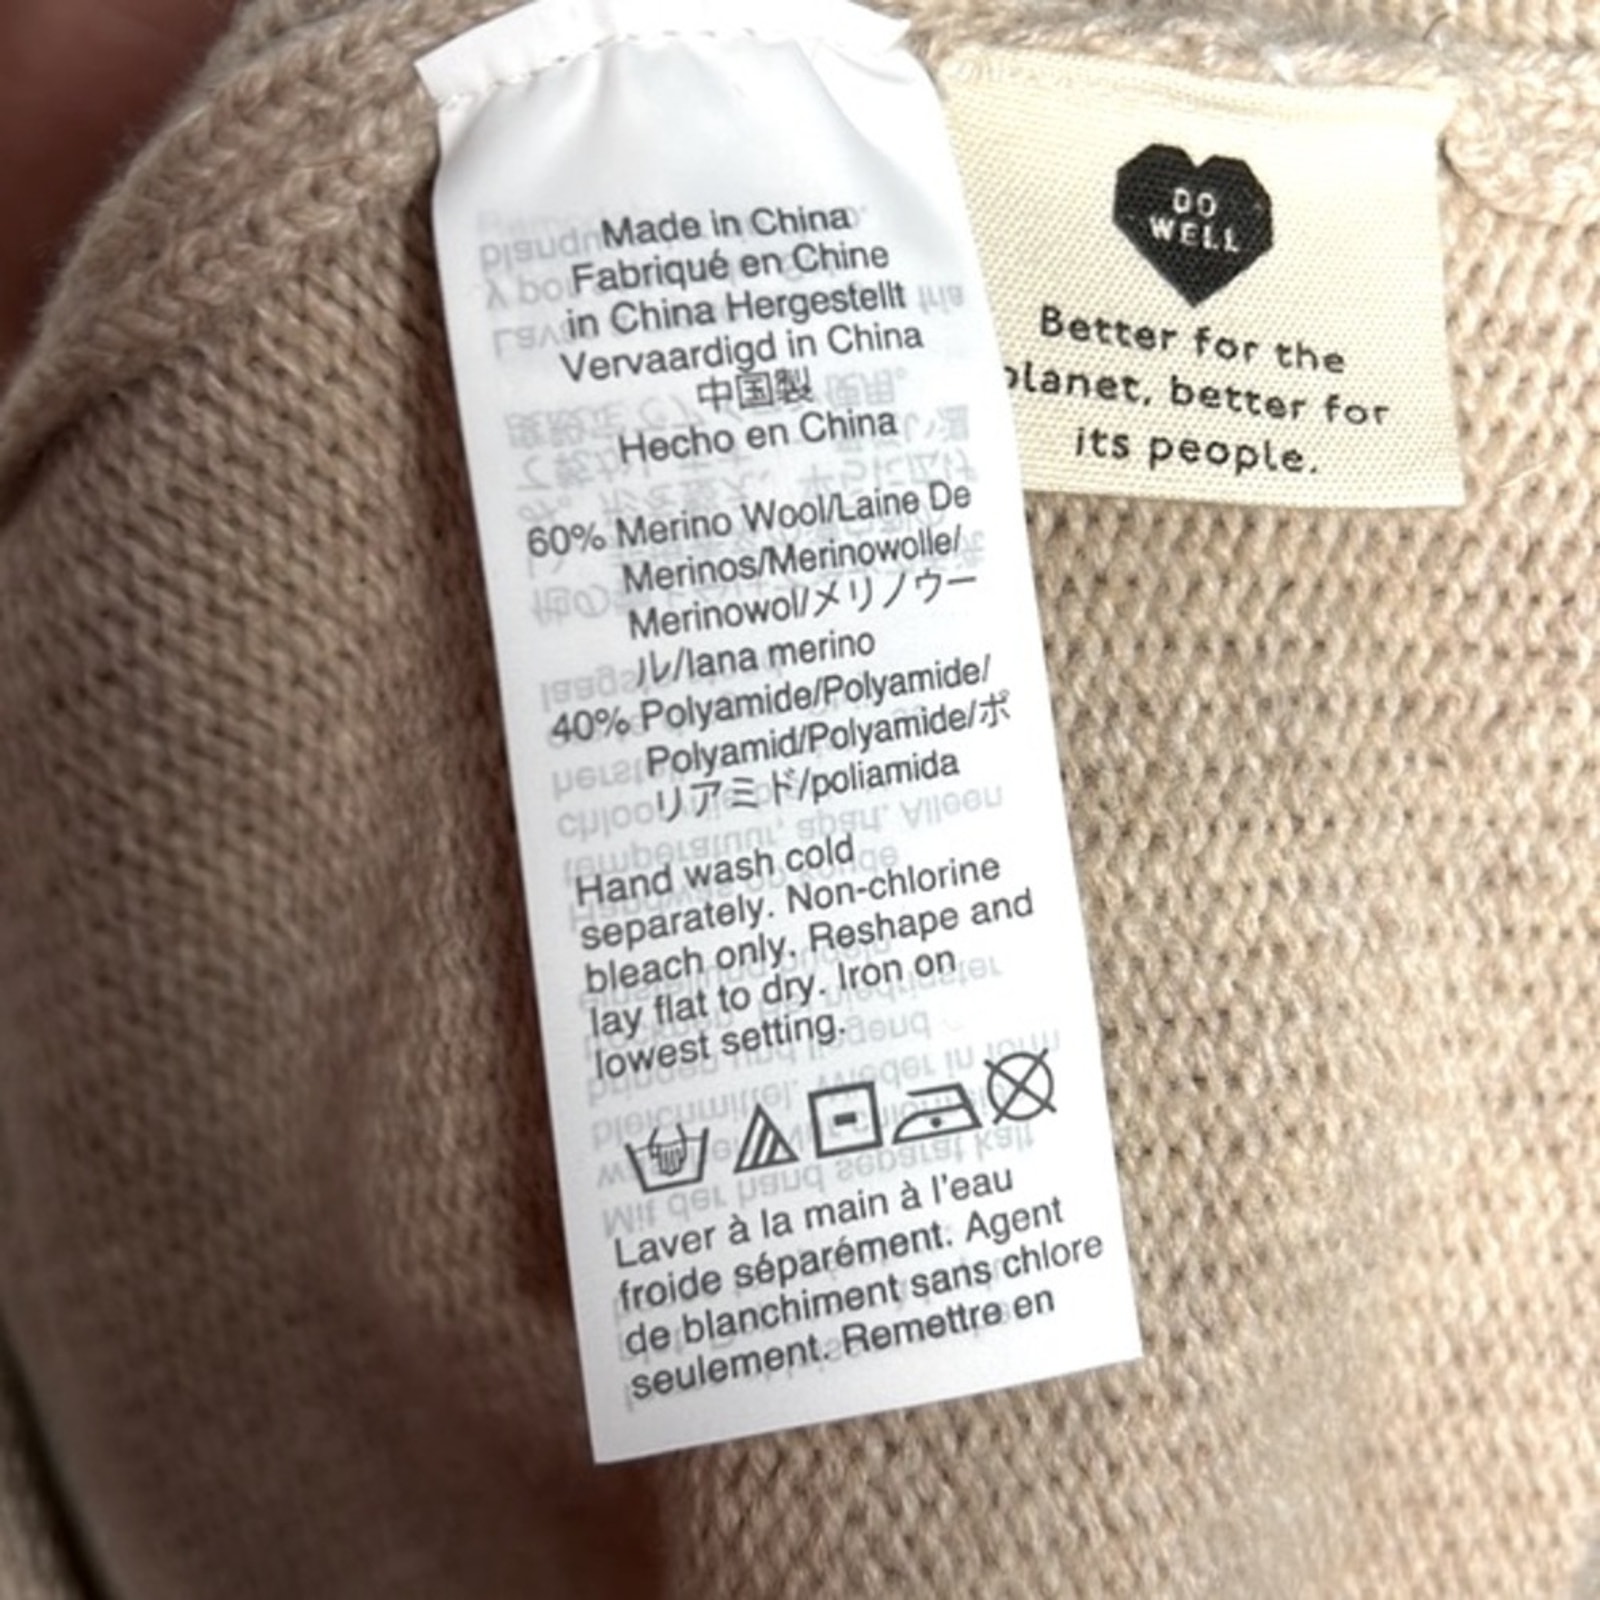 Made in China
Fabriqué en Chine
in China Hergestellt
Vervaardigd in China
中国製
Hecho en China
60% Merino Wool/Laine De
Merinos/Merinowolle/
Merinowol/メリノウー
ル/lana merino
40% Polyamide/Polyamide/
Polyamid/Polyamide/ポ
リアミド/poliamida
Hand wash cold
separately. Non-chlorine
bleach only. Reshape and
lay flat to dry. Iron on
lowest setting.
Laver à la main à l'eau
froide séparément. Agent
de blanchiment sans chlore
seulement. Remettre en
DO
WELL
Better for the
planet, better for
its people.